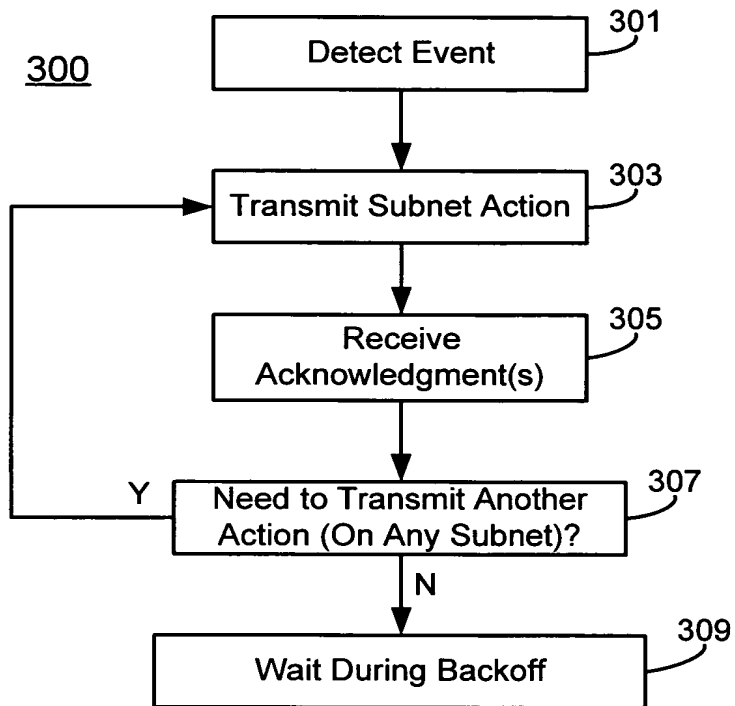 301
Detect Event
300
303
Transmit Subnet Action
305
Receive
Acknowledgment(s)
Y
307
Need to Transmit Another
Action (On Any Subnet)?
N
309
Wait During Backoff